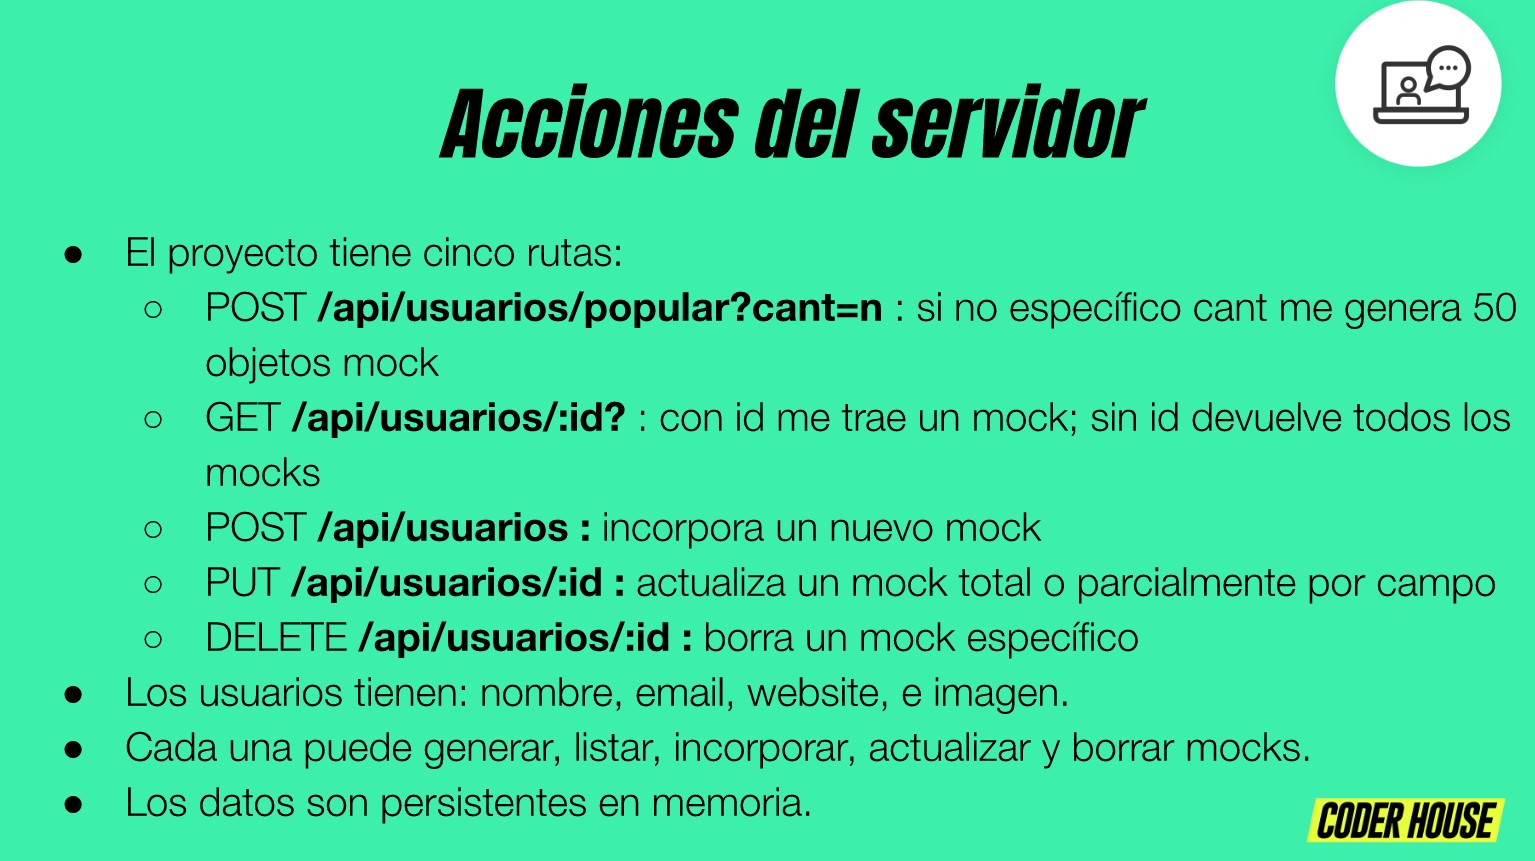 Acciones del servidor
● El proyecto tiene cinco rutas:
○ POST /api/usuarios/popular?cant=n : si no específico cant me genera 50
objetos mock
○ GET /api/usuarios/:id? : con id me trae un mock; sin id devuelve todos los
mocks
○ POST /api/usuarios : incorpora un nuevo mock
○ PUT /api/usuarios/:id : actualiza un mock total o parcialmente por campo
○ DELETE /api/usuarios/:id : borra un mock específico
● Los usuarios tienen: nombre, email, website, e imagen.
● Cada una puede generar, listar, incorporar, actualizar y borrar mocks.
● Los datos son persistentes en memoria.
CODER HOUSE